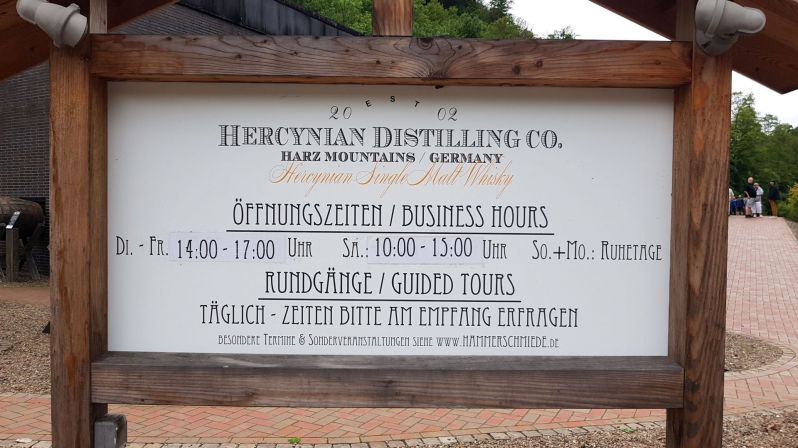 EST
20 02
HERCYNIAN DISTILLING CO.
HARZ MOUNTAINS / GERMANY
Hercynian Single Malt Whisky
ÖFFNUNGSZEITEN / BUSINESS HOURS
DI. - FR. 14:00 - 17:00 UHR SA.: 10:00 - 15:00 UHR SO.+MO.: RUHETAGE
RUNDGÄNGE / GUIDED TOURS
TÄGLICH - ZEITEN BITTE AM EMPFANG ERFRAGEN
BESONDERE TERMINE & SONDERVERANSTALTUNGEN SIEHE WWW.HAMMERSCHMIEDE.DE